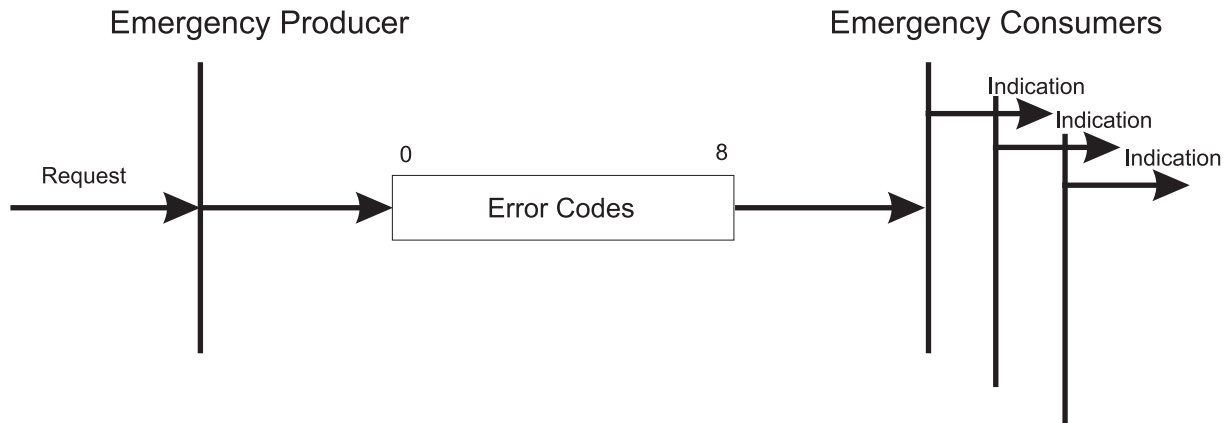 Emergency Producer
Emergency Consumers
Indication
Indication
Indication
0
8
Request
Error Codes